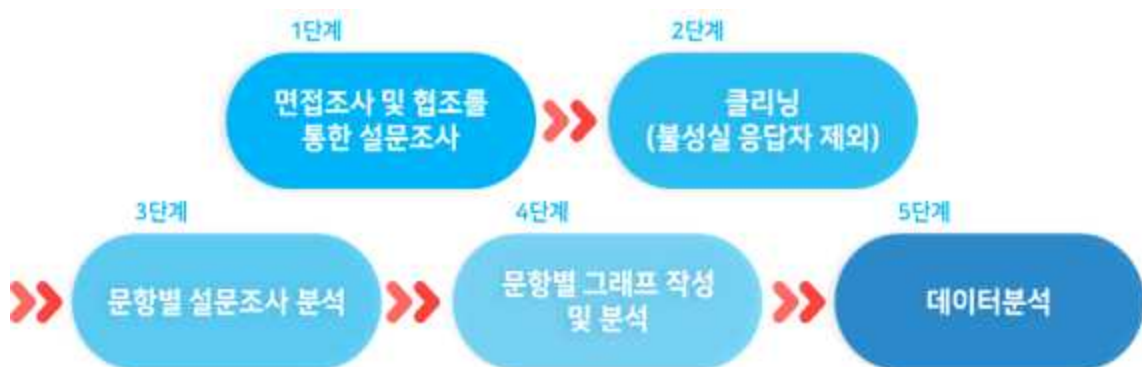 1단계
면접조사 및 협조를
통한 설문조사
2단계
클리닝
(불성실 응답자 제외)
3단계
문항별 설문조사 분석
4단계
문항별 그래프 작성
및 분석
5단계
데이터분석